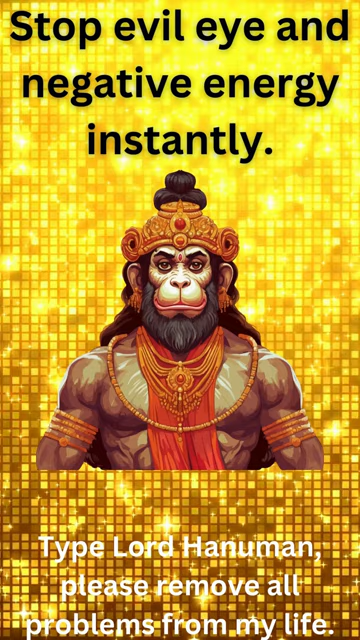 Stop evil eye and
negative energy
instantly.
Type Lord Hanuman,
please remove all
problems from my life.